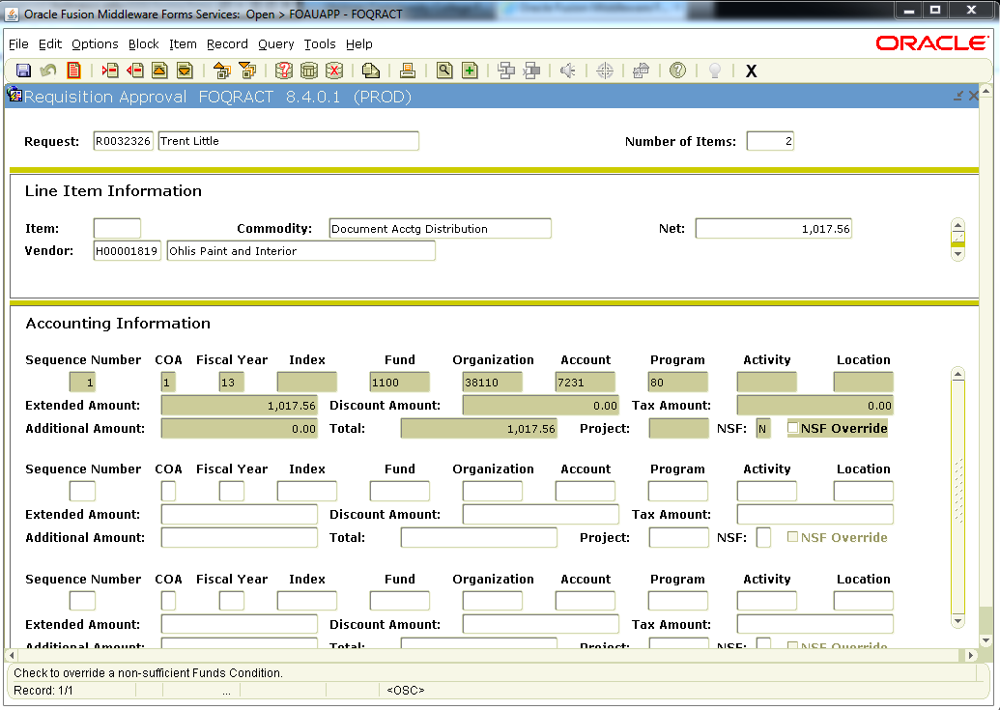 Oracle Fusion Middleware Forms Services: Open > FOAUAPP - FOQRACT
File Edit Options Block Item Record Query Tools Help
ORACLE
X
Requisition Approval FOQRACT 8.4.0.1 (PROD)
Request: R0032326 Trent Little Number of Items: 2
Line Item Information
Item: Commodity: Document Acctg Distribution Net: 1,017.56
Vendor: H00001819 Ohlis Paint and Interior
Accounting Information
Sequence Number COA Fiscal Year Index Fund Organization Account Program Activity Location
1 1 13 1100 38110 7231 80
Extended Amount: 1,017.56 Discount Amount: 0.00 Tax Amount: 0.00
Additional Amount: 0.00 Total: 1,017.56 Project: NSF: N NSF Override
Sequence Number COA Fiscal Year Index Fund Organization Account Program Activity Location
Extended Amount: Discount Amount: Tax Amount:
Additional Amount: Total: Project: NSF: NSF Override
Sequence Number COA Fiscal Year Index Fund Organization Account Program Activity Location
Extended Amount: Discount Amount: Tax Amount:
Additional Amount: Total: Project: NSF: NSF Override
Check to override a non-sufficient Funds Condition.
Record: 1/1 ... <OSC>